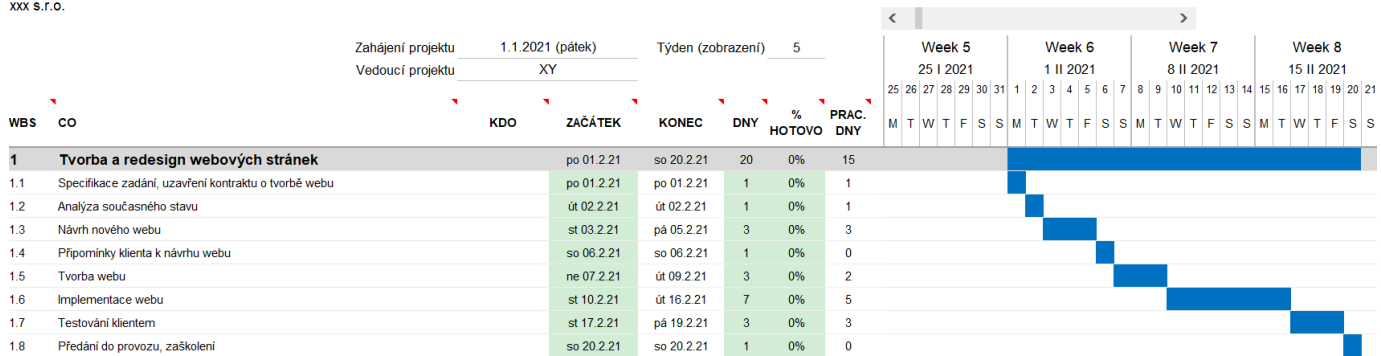 xxx s.r.o.
Zahájení projektu 1.1.2021 (pátek) Týden (zobrazení) 5 Week 5 Week 6 Week 7 Week 8
Vedoucí projektu XY 25 I 2021 1 II 2021 8 II 2021 15 II 2021
25 26 27 28 29 30 31 1 2 3 4 5 6 7 8 9 10 11 12 13 14 15 16 17 18 19 20 21
WBS CO KDO ZAČÁTEK KONEC DNY % HOTOVO PRAC. DNY M T W T F S S M T W T F S S M T W T F S S M T W T F S S
1 Tvorba a redesign webových stránek po 01.2.21 so 20.2.21 20 0% 15
1.1 Specifikace zadání, uzavření kontraktu o tvorbě webu po 01.2.21 po 01.2.21 1 0% 1
1.2 Analýza současného stavu út 02.2.21 út 02.2.21 1 0% 1
1.3 Návrh nového webu st 03.2.21 pá 05.2.21 3 0% 3
1.4 Připomínky klienta k návrhu webu so 06.2.21 so 06.2.21 1 0% 0
1.5 Tvorba webu ne 07.2.21 út 09.2.21 3 0% 2
1.6 Implementace webu st 10.2.21 út 16.2.21 7 0% 5
1.7 Testování klientem st 17.2.21 pá 19.2.21 3 0% 3
1.8 Předání do provozu, zaškolení so 20.2.21 so 20.2.21 1 0% 0